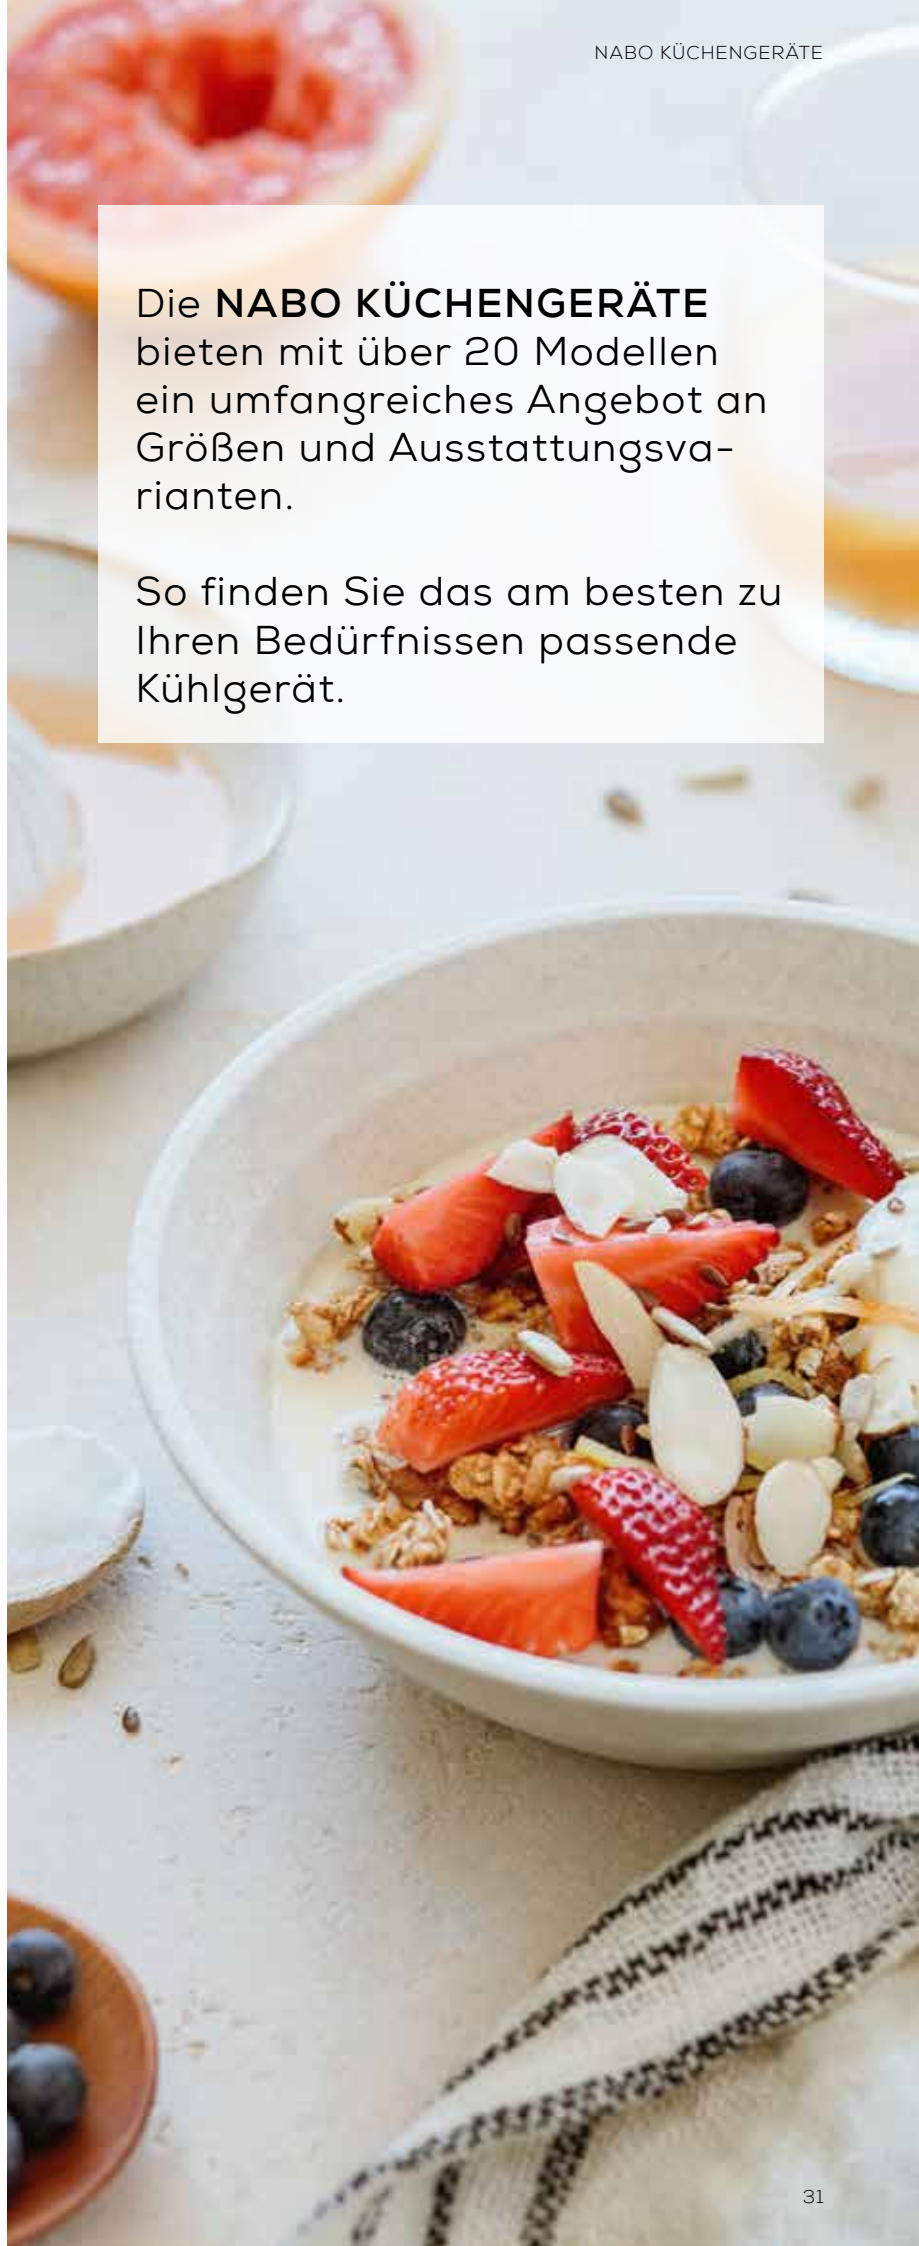 NABO KÜCHENGERÄTE
Die NABO KÜCHENGERÄTE
bieten mit über 20 Modellen
ein umfangreiches Angebot an
Größen und Ausstattungsva-
rianten.
So finden Sie das am besten zu
Ihren Bedürfnissen passende
Kühlgerät.
31